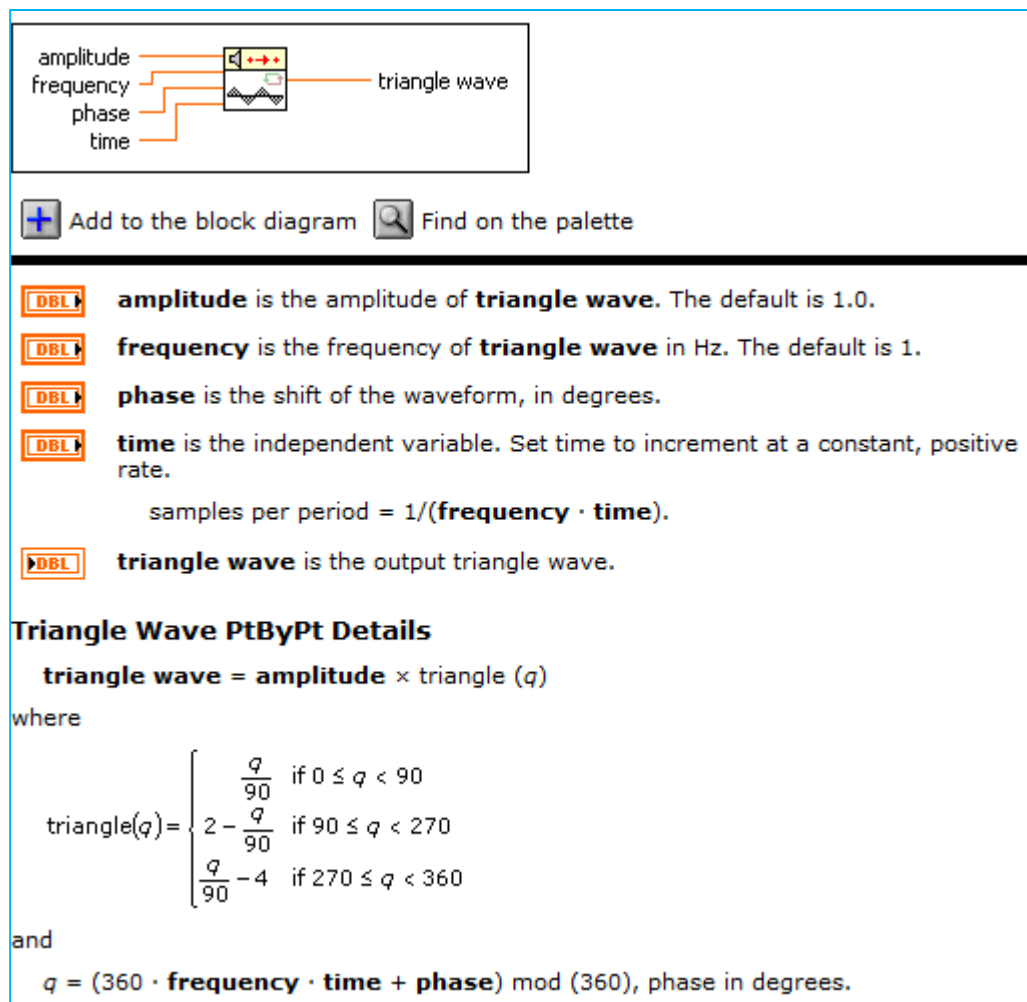 amplitude
frequency
phase
time
triangle wave
Add to the block diagram Find on the palette
DBL amplitude is the amplitude of triangle wave. The default is 1.0.
DBL frequency is the frequency of triangle wave in Hz. The default is 1.
DBL phase is the shift of the waveform, in degrees.
DBL time is the independent variable. Set time to increment at a constant, positive
rate.
samples per period = 1/(frequency · time).
DBL triangle wave is the output triangle wave.
Triangle Wave PtByPt Details
triangle wave = amplitude × triangle (q)
where
triangle(q)=
q/90 if 0 ≤ q < 90
2 – q/90 if 90 ≤ q < 270
q/90 – 4 if 270 ≤ q < 360
and
q = (360 · frequency · time + phase) mod (360), phase in degrees.